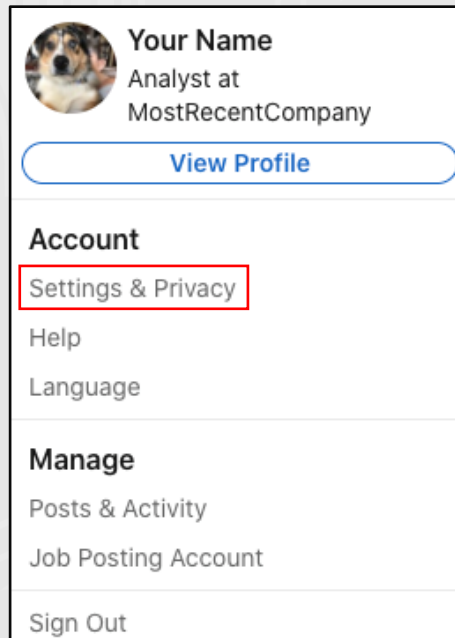 Your Name
Analyst at
MostRecentCompany
View Profile
Account
Settings & Privacy
Help
Language
Manage
Posts & Activity
Job Posting Account
Sign Out